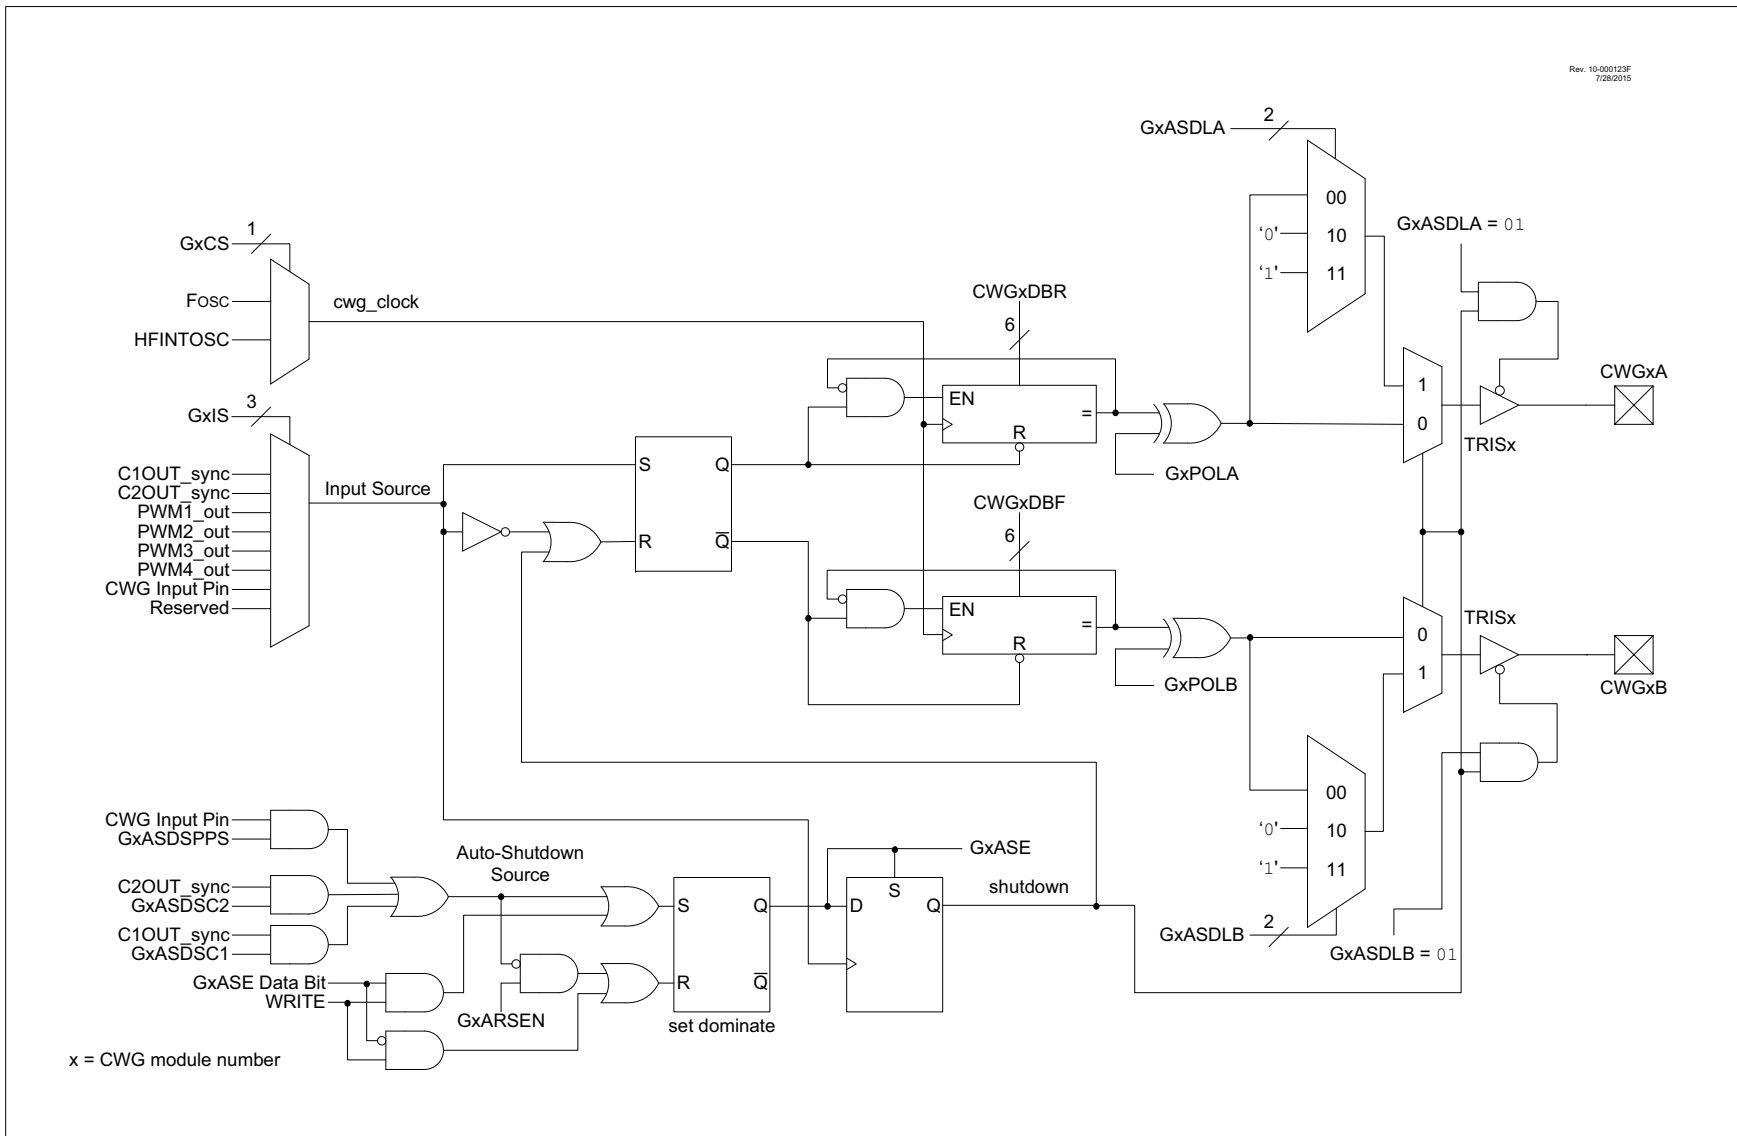 Rev. 10-000123F
7/28/2015
GxASDLA
2
00
'0'
10
'1'
11
GxASDLA = 01
GxCS
1
FOSC
HFINTOSC
cwg_clock
GxIS
3
C1OUT_sync
C2OUT_sync
PWM1_out
PWM2_out
PWM3_out
PWM4_out
CWG Input Pin
Reserved
Input Source
S
Q
R
Q
CWGxDBR
6
EN
=
R
GxPOLA
1
0
TRISx
CWGxA
CWGxDBF
6
EN
=
R
GxPOLB
0
1
TRISx
CWGxB
00
'0'
10
'1'
11
GxASDLB
2
GxASDLB = 01
CWG Input Pin
GxASDSPPS
C2OUT_sync
GxASDSC2
C1OUT_sync
GxASDSC1
Auto-Shutdown
Source
GxASE Data Bit
WRITE
GxARSEN
S
Q
R
Q
set dominate
GxASE
S
D
Q
shutdown
x = CWG module number